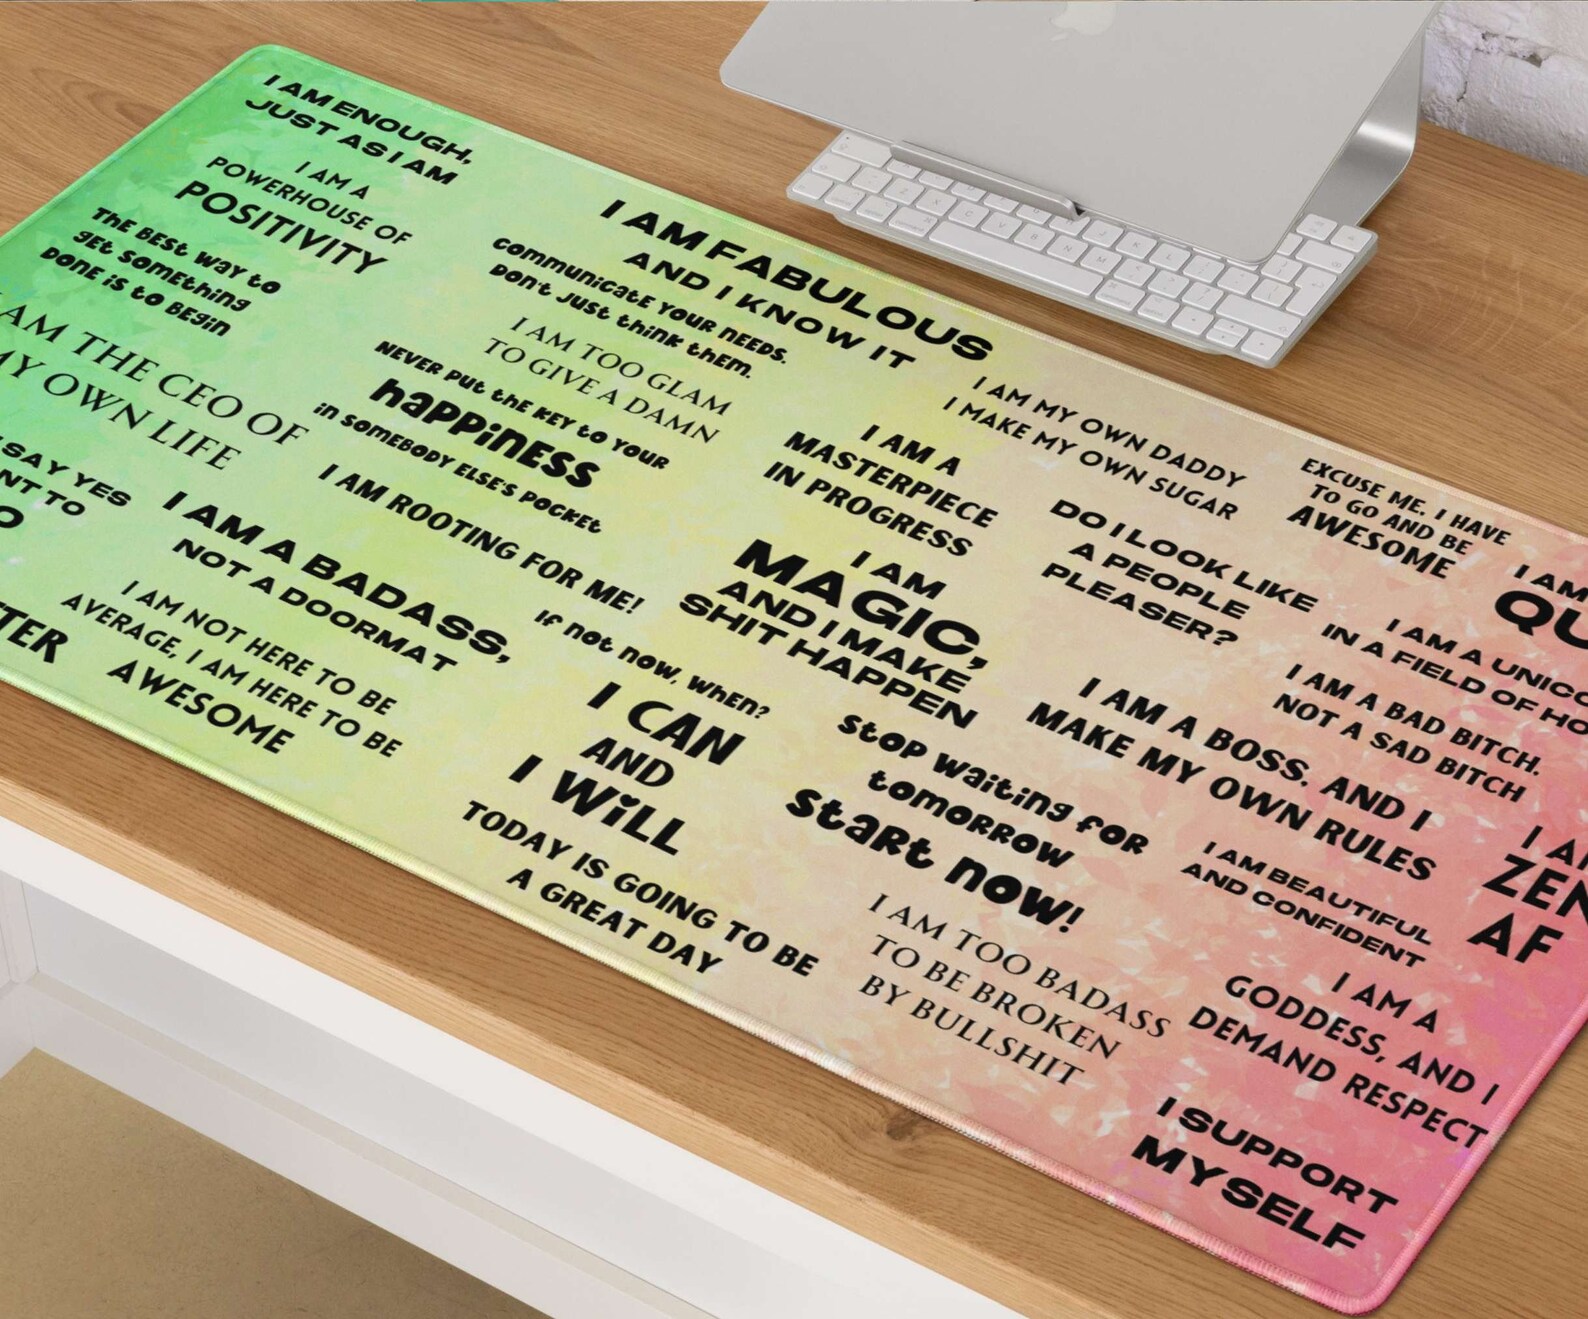 I AM ENOUGH,
JUST AS I AM
I AM A
POWERHOUSE OF
POSITIVITY
THE BEST WAY to
GET SOMETHING
DONE IS to BEGIN
AM THE CEO OF
MY OWN LIFE
SAY YES
TO
I AM A BADASS,
NOT A DOORMAT
I AM NOT HERE TO BE
AVERAGE, I AM HERE TO BE
AWESOME
I AM FABULOUS
AND I KNOW IT
COMMUNICATE YOUR NEEDS.
DON'T JUST THINK THEM.
I AM TOO GLAM
TO GIVE A DAMN
NEVER PUT THE KEY TO YOUR
HAPPINESS
IN SOMEBODY ELSE'S POCKET
I AM ROOTING FOR ME!
IF NOT NOW, WHEN?
I CAN
AND
I WILL
TODAY IS GOING TO BE
A GREAT DAY
I AM MY OWN DADDY
I MAKE MY OWN SUGAR
I AM A
MASTERPIECE
IN PROGRESS
I AM
MAGIC,
AND I MAKE
SHIT HAPPEN
STOP WAITING FOR
TOMORROW
START NOW!
I AM TOO BADASS
TO BE BROKEN
BY BULLSHIT
EXCUSE ME. I HAVE
TO GO AND BE
AWESOME
DO I LOOK LIKE
A PEOPLE
PLEASER?
I AM
I AM A
IN A FIELD OF
I AM A BAD BITCH.
NOT A SAD BITCH
I AM A BOSS. AND I
MAKE MY OWN RULES
I AM BEAUTIFUL
AND CONFIDENT
ZEN
AF
I AM A
GODDESS, AND I
DEMAND RESPECT
I SUPPORT
MYSELF